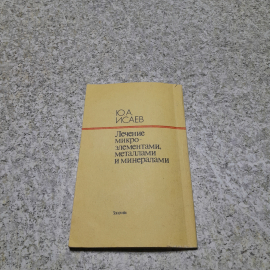 Ю.А.
ИСАЕВ
Лечение
микро
элементами,
металлами
и минералами